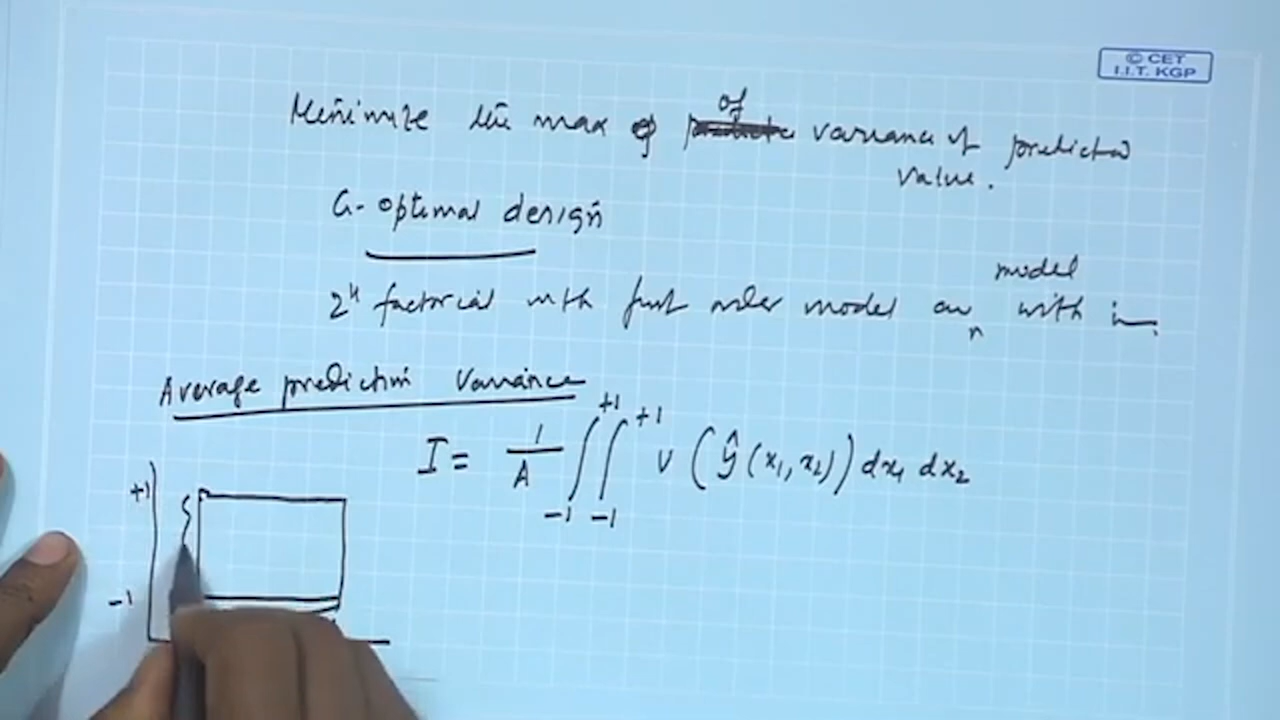 © CET
I.I.T. KGP
of
Minimize the max of variance of predicted
value.
G-optimal design
model
2^k factorial with first order model or with
Average prediction Variance
I = 1/A ∫_{-1}^{+1} ∫_{-1}^{+1} V (ŷ (x₁, x₂)) dx₁ dx₂
+1
-1